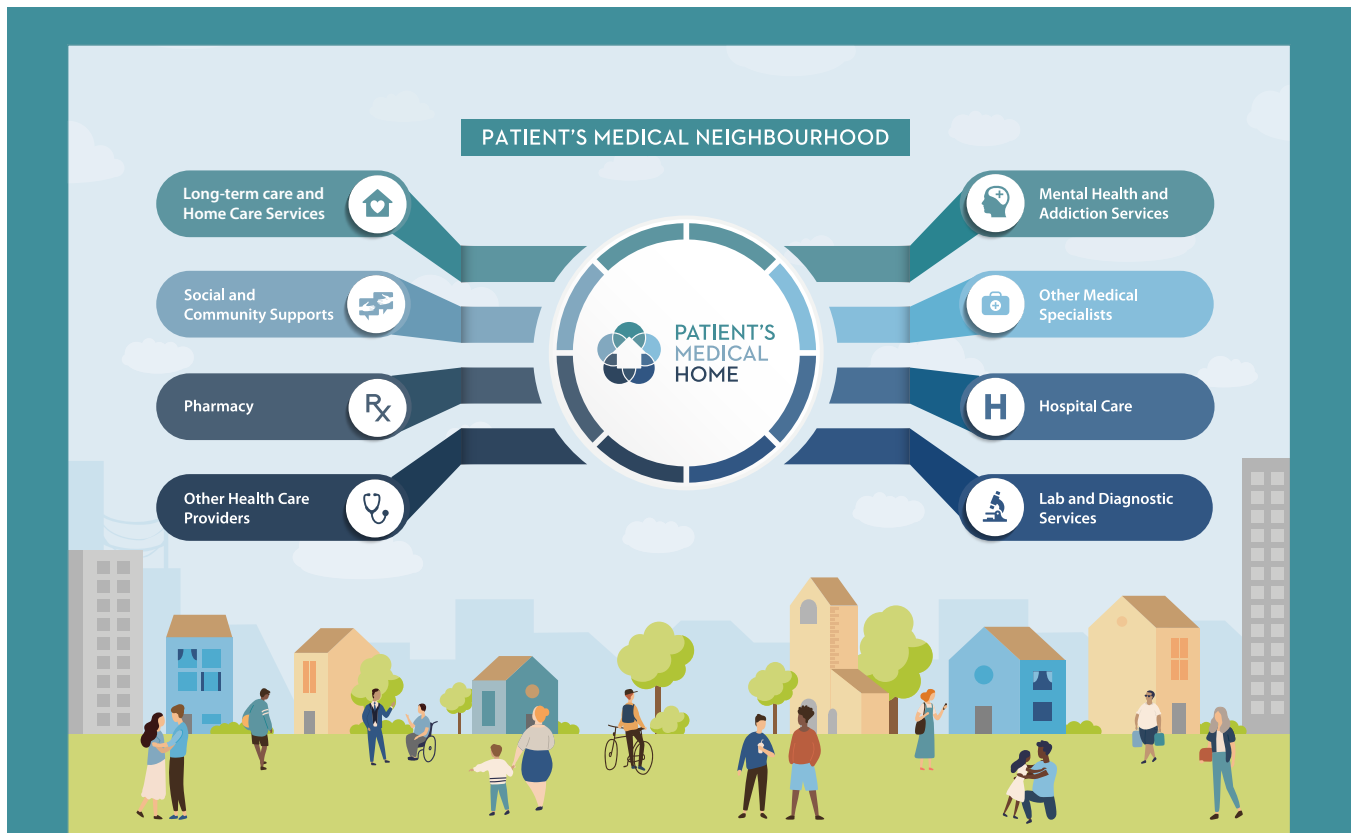 PATIENT'S MEDICAL NEIGHBOURHOOD
Long-term care and
Home Care Services
Social and
Community Supports
Pharmacy
Rx
Other Health Care
Providers
PATIENT'S
MEDICAL
HOME
Mental Health and
Addiction Services
Other Medical
Specialists
H
Hospital Care
Lab and Diagnostic
Services